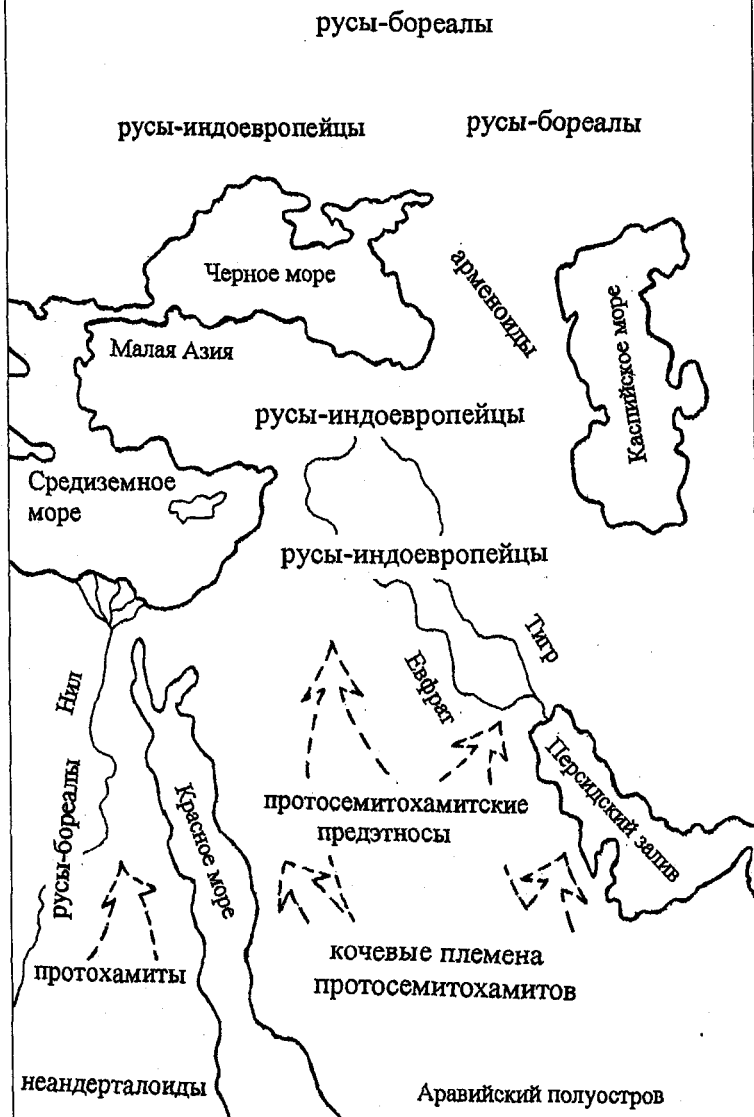 русы-бореалы
русы-индоевропейцы
русы-бореалы
Черное море
арменоиды
Каспийское море
Малая Азия
русы-индоевропейцы
Средиземное
море
русы-индоевропейцы
Тигр
Евфрат
Нил
русы-бореалы
Красное море
протосемитохамитские
предэтносы
Персидский залив
протохамиты
кочевые племена
протосемитохамитов
неандерталоиды
Аравийский полуостров